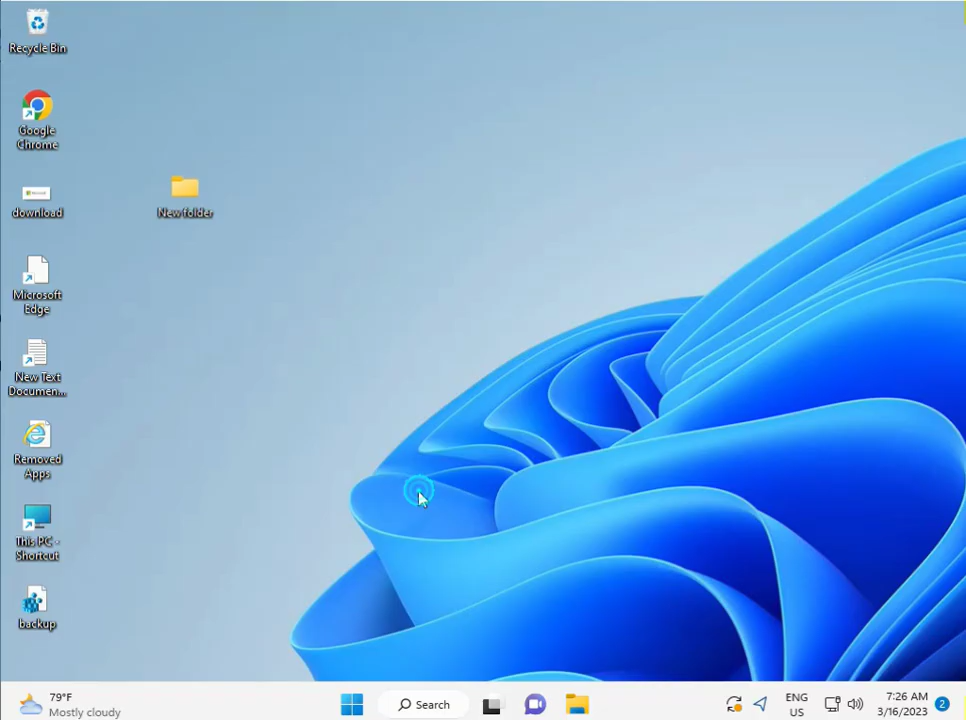 Recycle Bin
Google
Chrome
download
New folder
Microsoft
Edge
New Text
Documen...
Removed
Apps
This PC -
Shortcut
backup
79°F
Mostly cloudy
Search
ENG
US
7:26 AM
3/16/2023
2